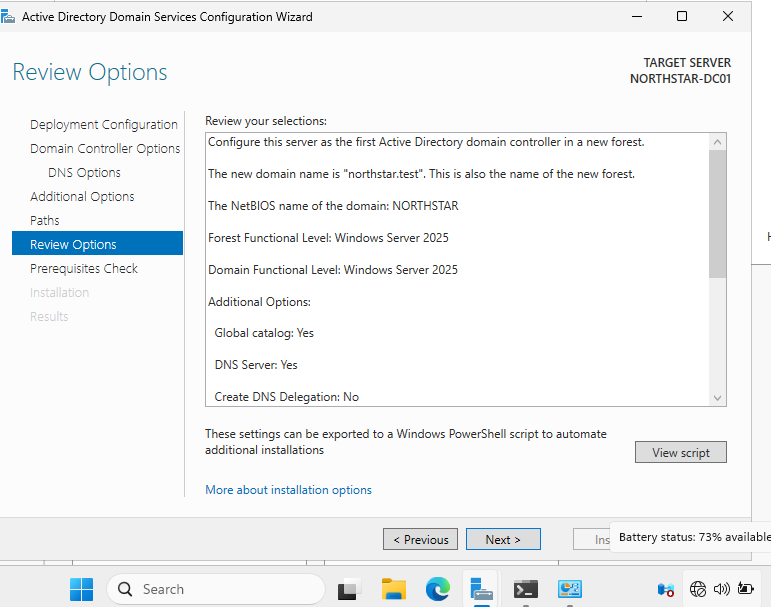 Active Directory Domain Services Configuration Wizard
Review Options
TARGET SERVER
NORTHSTAR-DC01
Deployment Configuration
Domain Controller Options
DNS Options
Additional Options
Paths
Review Options
Prerequisites Check
Installation
Results
Review your selections:
Configure this server as the first Active Directory domain controller in a new forest.
The new domain name is "northstar.test". This is also the name of the new forest.
The NetBIOS name of the domain: NORTHSTAR
Forest Functional Level: Windows Server 2025
Domain Functional Level: Windows Server 2025
Additional Options:
Global catalog: Yes
DNS Server: Yes
Create DNS Delegation: No
These settings can be exported to a Windows PowerShell script to automate
additional installations
View script
More about installation options
< Previous
Next >
Ins
Battery status: 73% available
Search